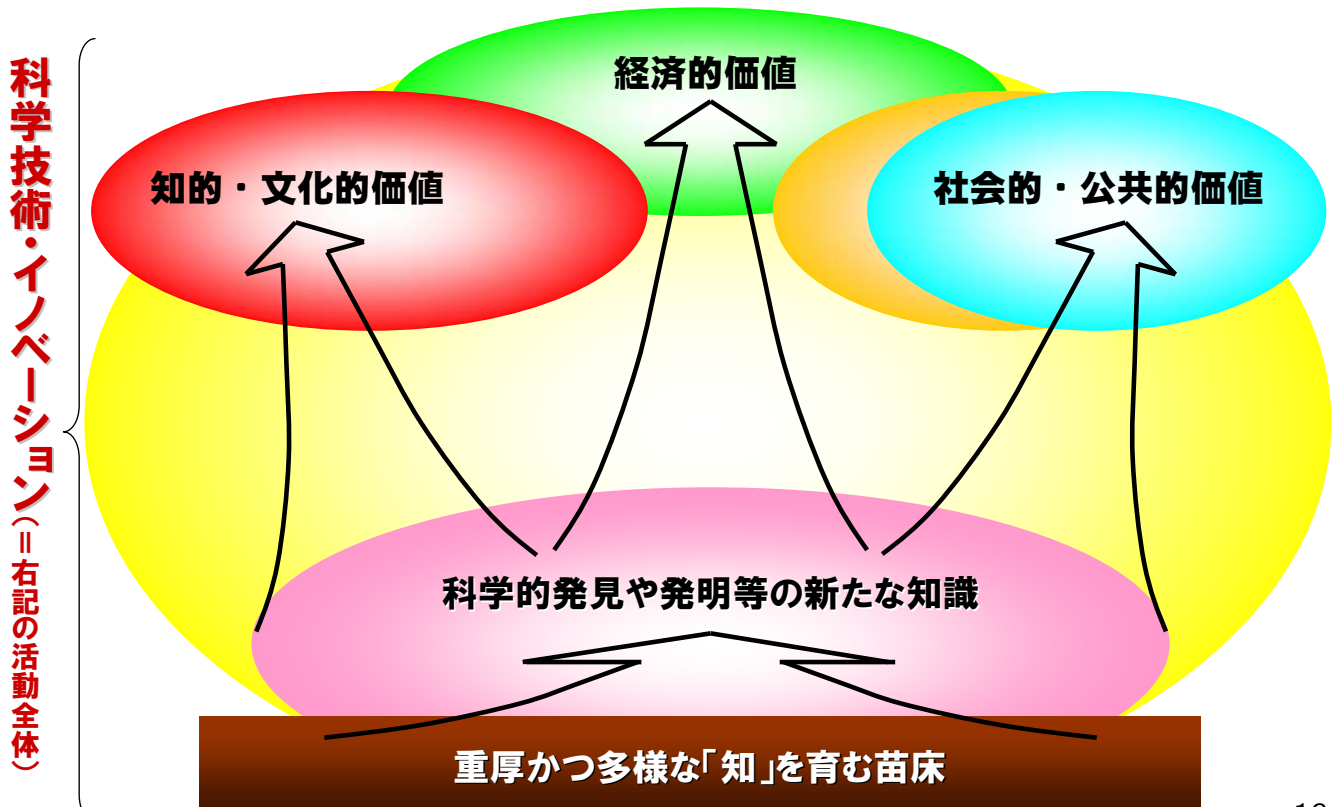 科学技術・イノベーション(=右記の活動全体)
経済的価値
知的・文化的価値
社会的・公共的価値
科学的発見や発明等の新たな知識
重厚かつ多様な「知」を育む苗床